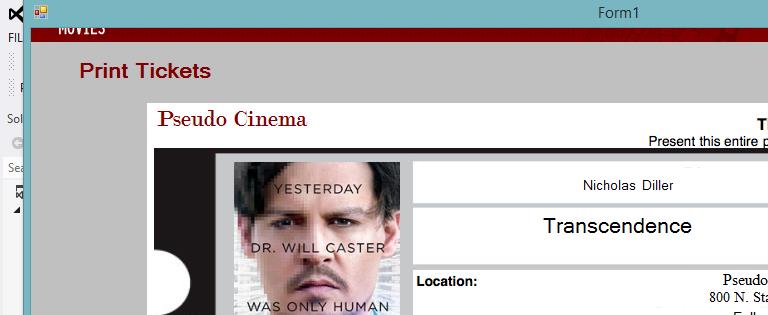 Form1
FIL
MOVIES
Print Tickets
Sol
Pseudo Cinema
Present this entire p
Sea
YESTERDAY
Nicholas Diller
Transcendence
DR. WILL CASTER
Location:
Pseudo
800 N. Sta
WAS ONLY HUMAN